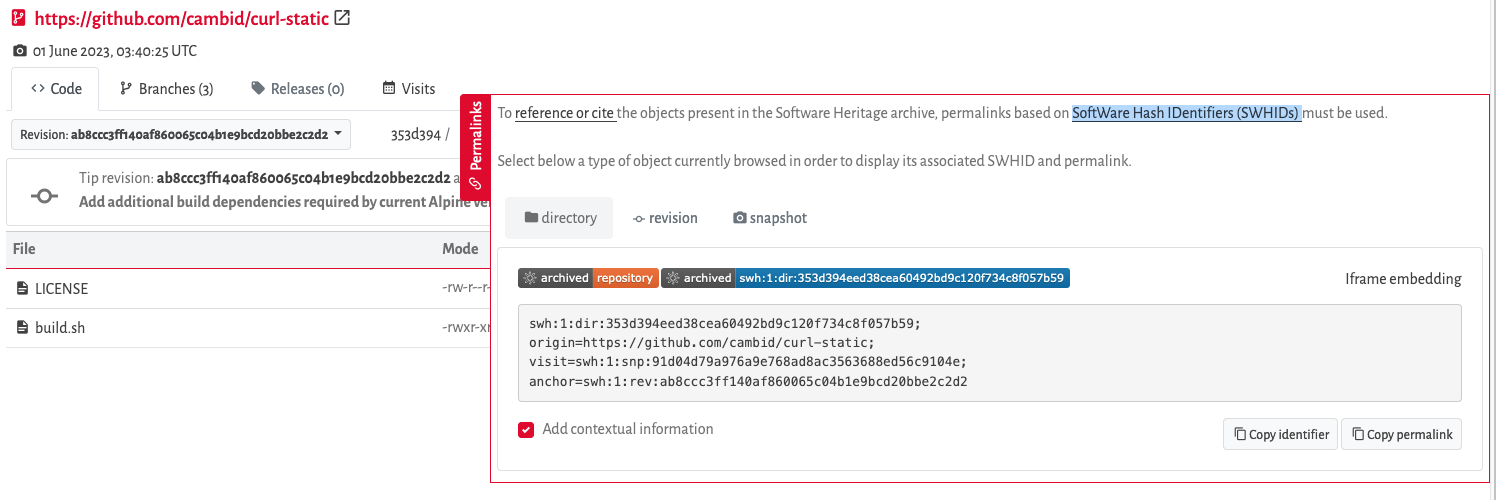 https://github.com/cambid/curl-static
01 June 2023, 03:40:25 UTC
Code
Branches (3)
Releases (0)
Visits
Revision: ab8ccc3ff140af860065c04b1e9bcd20bbe2c2d2
353d394 /
Tip revision: ab8ccc3ff140af860065c04b1e9bcd20bbe2c2d2 a
Add additional build dependencies required by current Alpine ve
File Mode
LICENSE -rw-r--r-
build.sh -rwxr-xr
Permalinks
To reference or cite the objects present in the Software Heritage archive, permalinks based on SoftWare Hash IDentifiers (SWHIDs) must be used.
Select below a type of object currently browsed in order to display its associated SWHID and permalink.
directory revision snapshot
archived repository archived swh:1:dir:353d394eed38cea60492bd9c120f734c8f057b59
Iframe embedding
swh:1:dir:353d394eed38cea60492bd9c120f734c8f057b59;
origin=https://github.com/cambid/curl-static;
visit=swh:1:snp:91d04d79a976a9e768ad8ac3563688ed56c9104e;
anchor=swh:1:rev:ab8ccc3ff140af860065c04b1e9bcd20bbe2c2d2
Add contextual information
Copy identifier Copy permalink